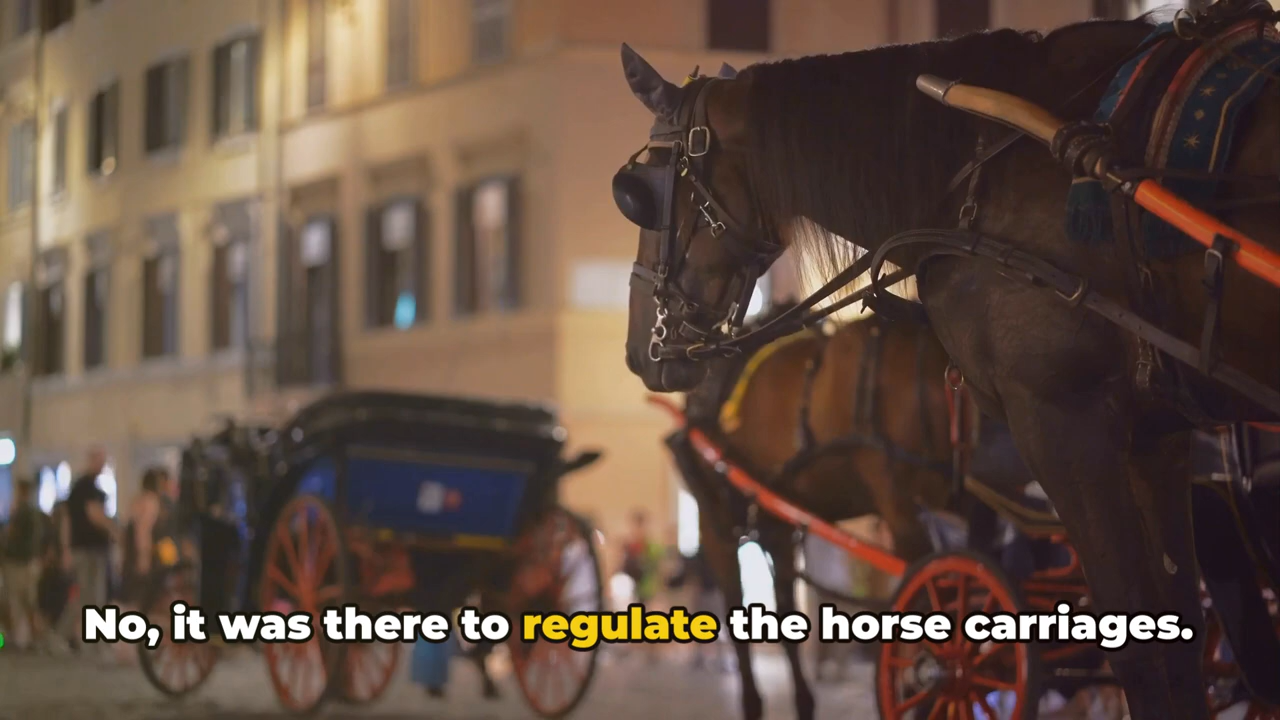 No, it was there to regulate the horse carriages.